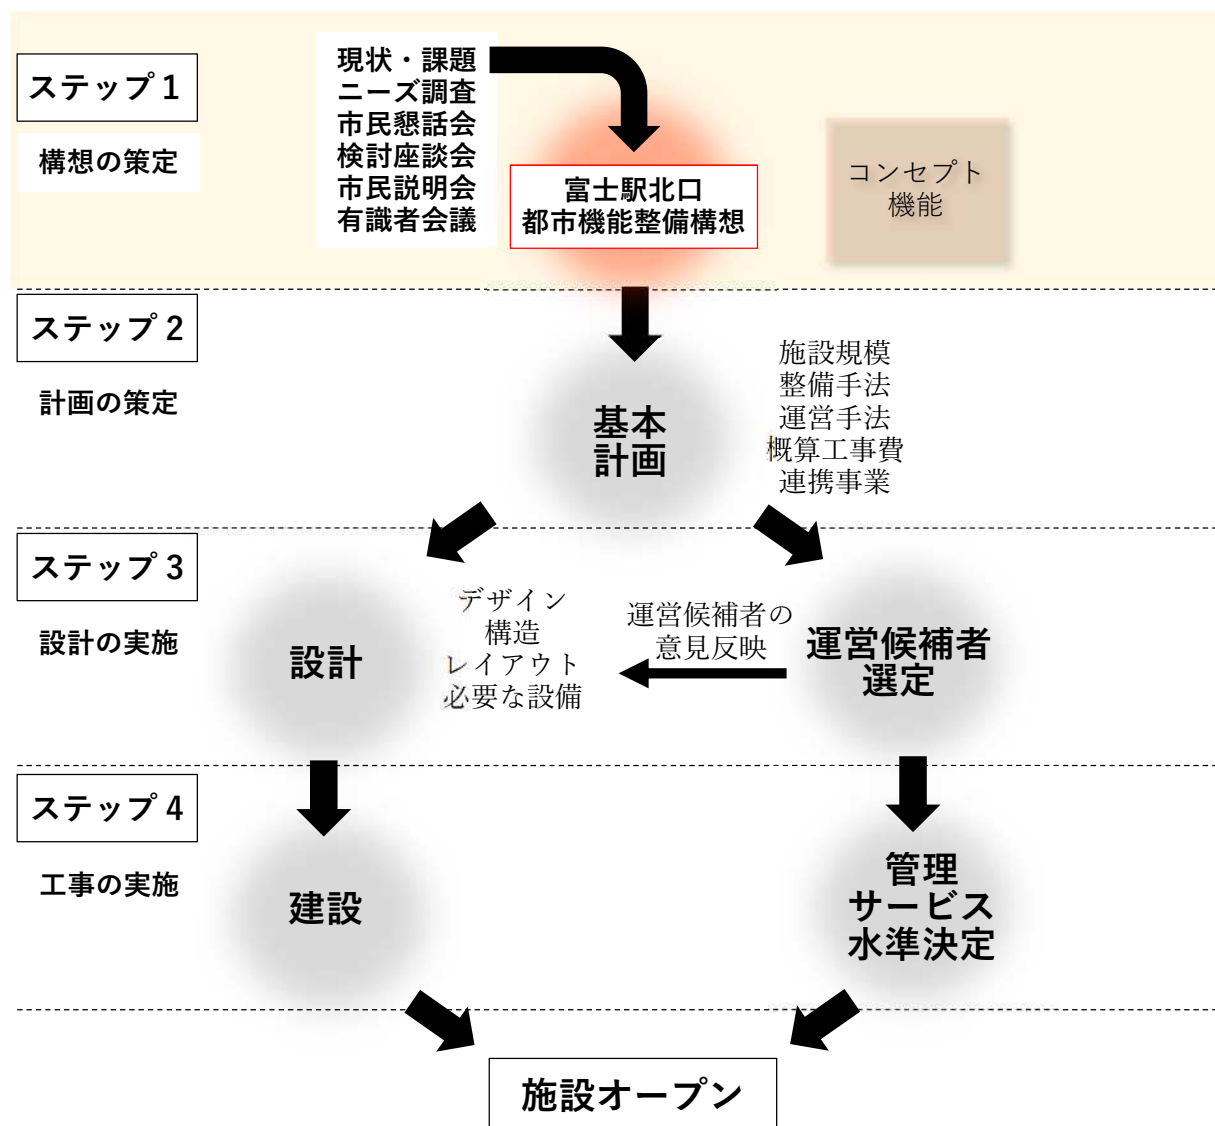 ステップ1
構想の策定
現状・課題
ニーズ調査
市民懇話会
検討座談会
市民説明会
有識者会議
富士駅北口
都市機能整備構想
コンセプト
機能
ステップ2
計画の策定
基本
計画
施設規模
整備手法
運営手法
概算工事費
連携事業
ステップ3
設計の実施
設計
デザイン
構造
レイアウト
必要な設備
運営候補者の
意見反映
運営候補者
選定
ステップ4
工事の実施
建設
管理
サービス
水準決定
施設オープン